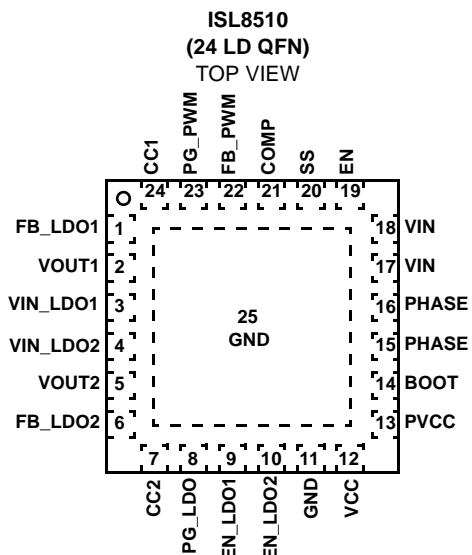 ISL8510
(24 LD QFN)
TOP VIEW
CC1
PG_PWM
FB_PWM
COMP
SS
EN
24 23 22 21 20 19
FB_LDO1 1
18 VIN
VOUT1 2
17 VIN
VIN_LDO1 3
16 PHASE
VIN_LDO2 4
15 PHASE
VOUT2 5
14 BOOT
FB_LDO2 6
13 PVCC
25
GND
7 8 9 10 11 12
CC2
PG_LDO
EN_LDO1
EN_LDO2
GND
VCC